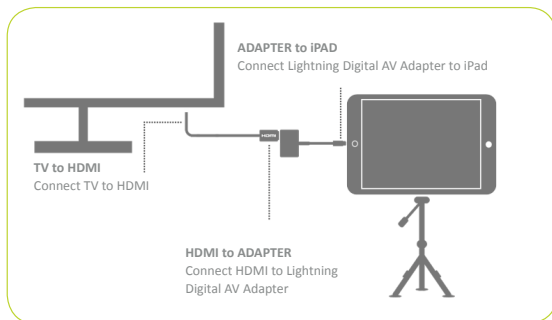 ADAPTER to iPAD
Connect Lightning Digital AV Adapter to iPad
HDMI
TV to HDMI
Connect TV to HDMI
HDMI to ADAPTER
Connect HDMI to Lightning
Digital AV Adapter